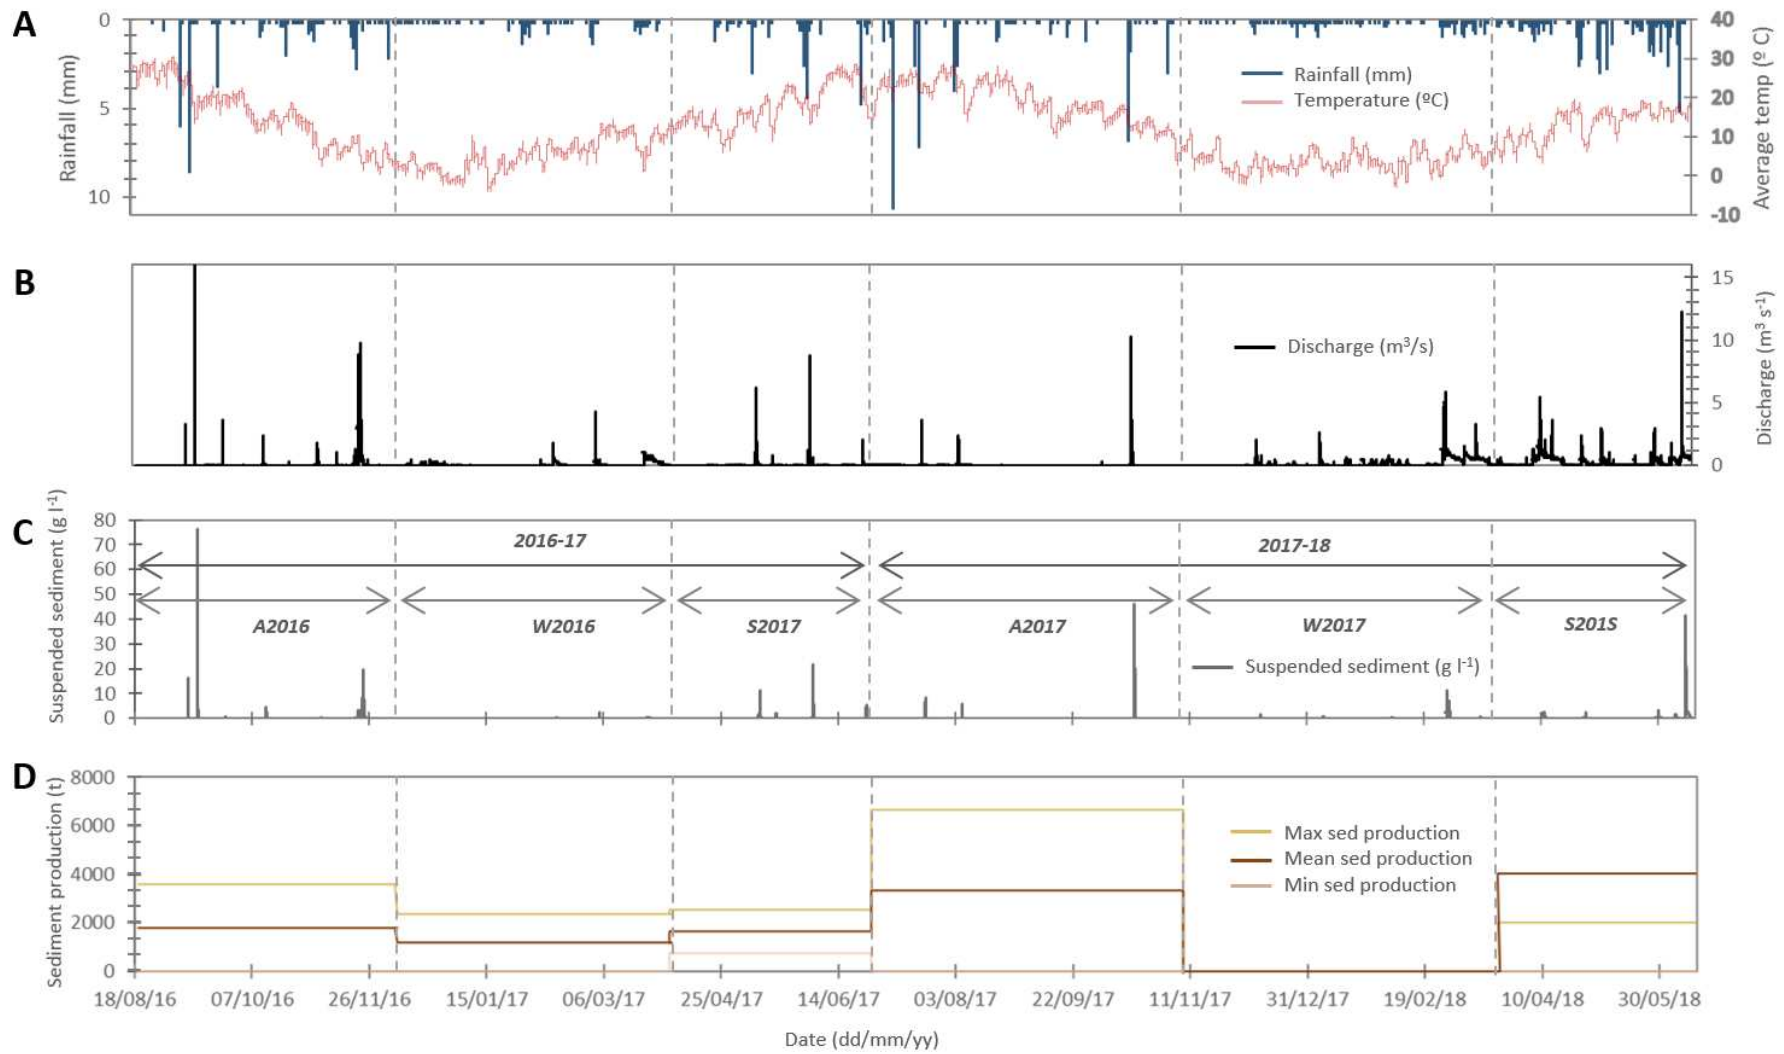 A
Rainfall (mm)
0
5
10
Rainfall (mm)
Temperature (ºC)
40
30
20
10
0
-10
Average temp (º C)
B
Discharge (m³/s)
15
10
5
0
Discharge (m³ s⁻¹)
C
Suspended sediment (g l⁻¹)
80
70
60
50
40
30
20
10
0
2016-17
2017-18
A2016
W2016
S2017
A2017
W2017
S201S
Suspended sediment (g l⁻¹)
D
Sediment production (t)
8000
6000
4000
2000
0
Max sed production
Mean sed production
Min sed production
18/08/16
07/10/16
26/11/16
15/01/17
06/03/17
25/04/17
14/06/17
03/08/17
22/09/17
11/11/17
31/12/17
19/02/18
10/04/18
30/05/18
Date (dd/mm/yy)